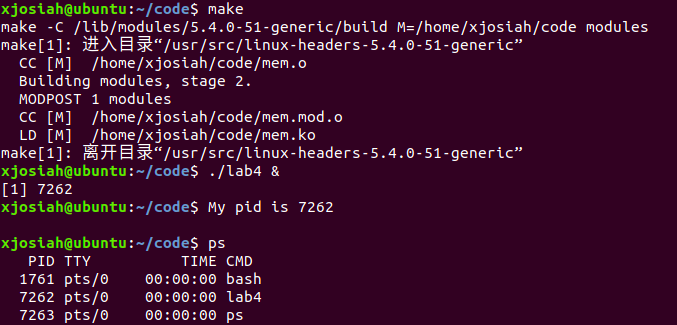 xjosiah@ubuntu:~/code$ make
make -C /lib/modules/5.4.0-51-generic/build M=/home/xjosiah/code modules
make[1]: 进入目录“/usr/src/linux-headers-5.4.0-51-generic”
  CC [M]  /home/xjosiah/code/mem.o
  Building modules, stage 2.
  MODPOST 1 modules
  CC [M]  /home/xjosiah/code/mem.mod.o
  LD [M]  /home/xjosiah/code/mem.ko
make[1]: 离开目录“/usr/src/linux-headers-5.4.0-51-generic”
xjosiah@ubuntu:~/code$ ./lab4 &
[1] 7262
xjosiah@ubuntu:~/code$ My pid is 7262
xjosiah@ubuntu:~/code$ ps
   PID TTY          TIME CMD
  1761 pts/0    00:00:00 bash
  7262 pts/0    00:00:00 lab4
  7263 pts/0    00:00:00 ps